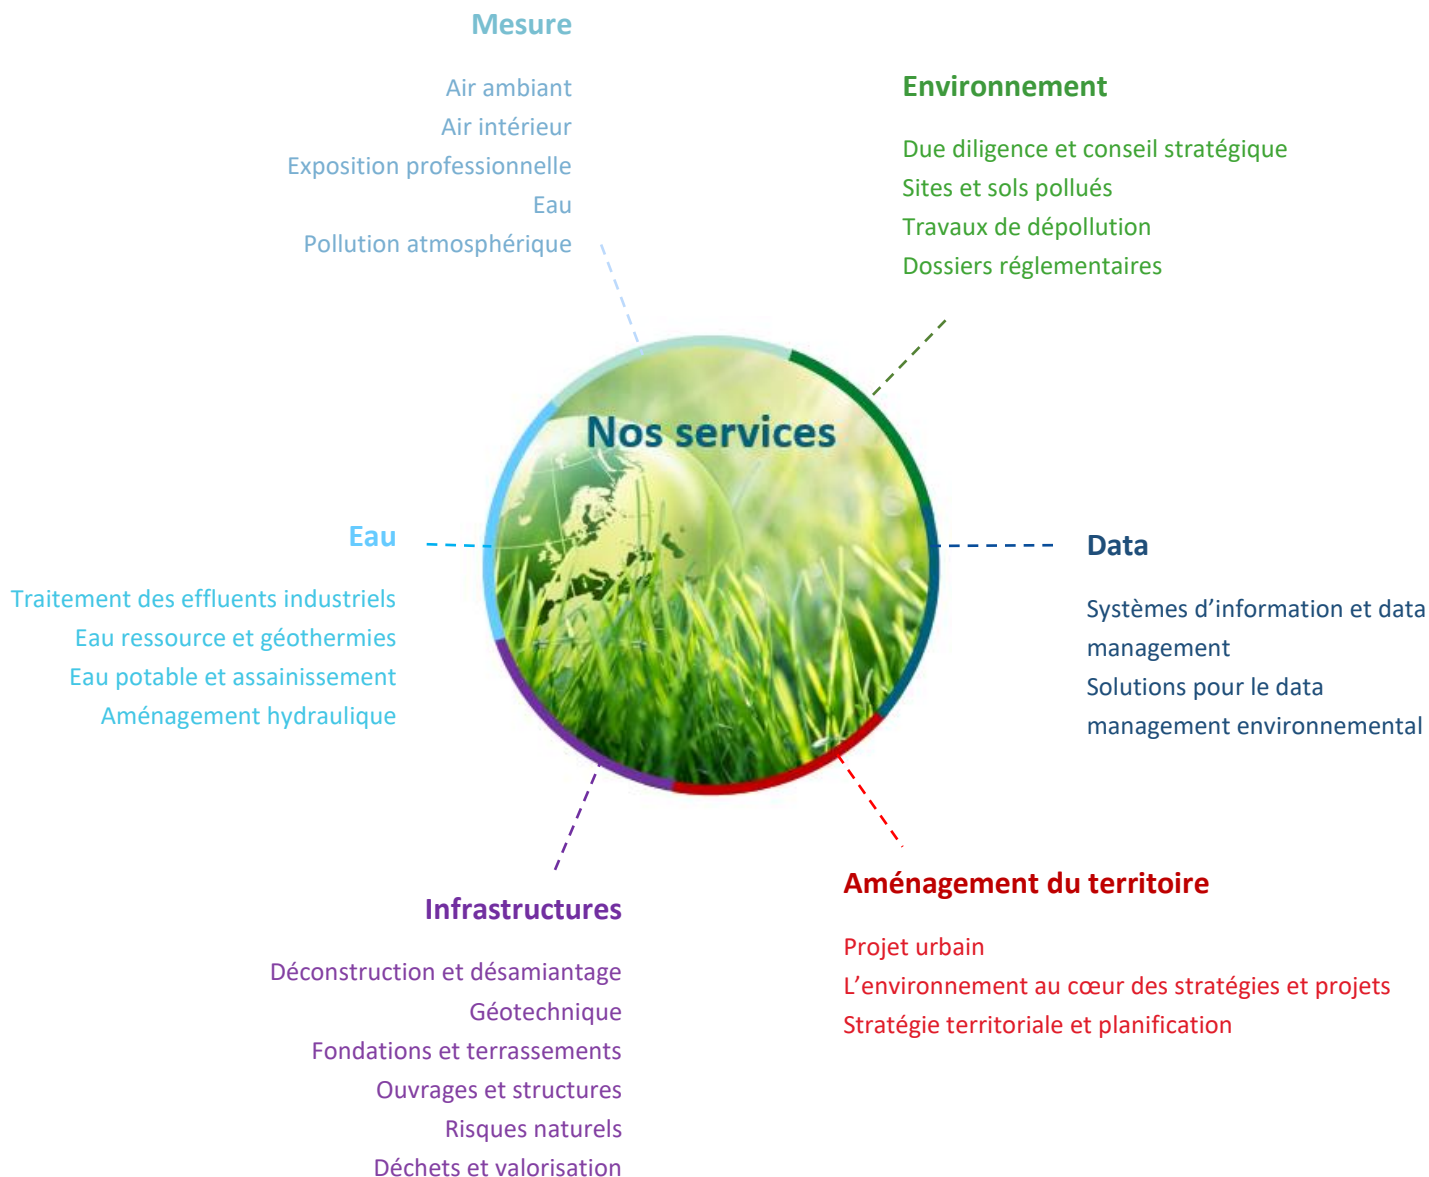 Mesure
Air ambiant
Air intérieur
Exposition professionnelle
Eau
Pollution atmosphérique
Environnement
Due diligence et conseil stratégique
Sites et sols pollués
Travaux de dépollution
Dossiers réglementaires
Nos services
Eau
Traitement des effluents industriels
Eau ressource et géothermies
Eau potable et assainissement
Aménagement hydraulique
Data
Systèmes d’information et data
management
Solutions pour le data
management environnemental
Infrastructures
Déconstruction et désamiantage
Géotechnique
Fondations et terrassements
Ouvrages et structures
Risques naturels
Déchets et valorisation
Aménagement du territoire
Projet urbain
L’environnement au cœur des stratégies et projets
Stratégie territoriale et planification